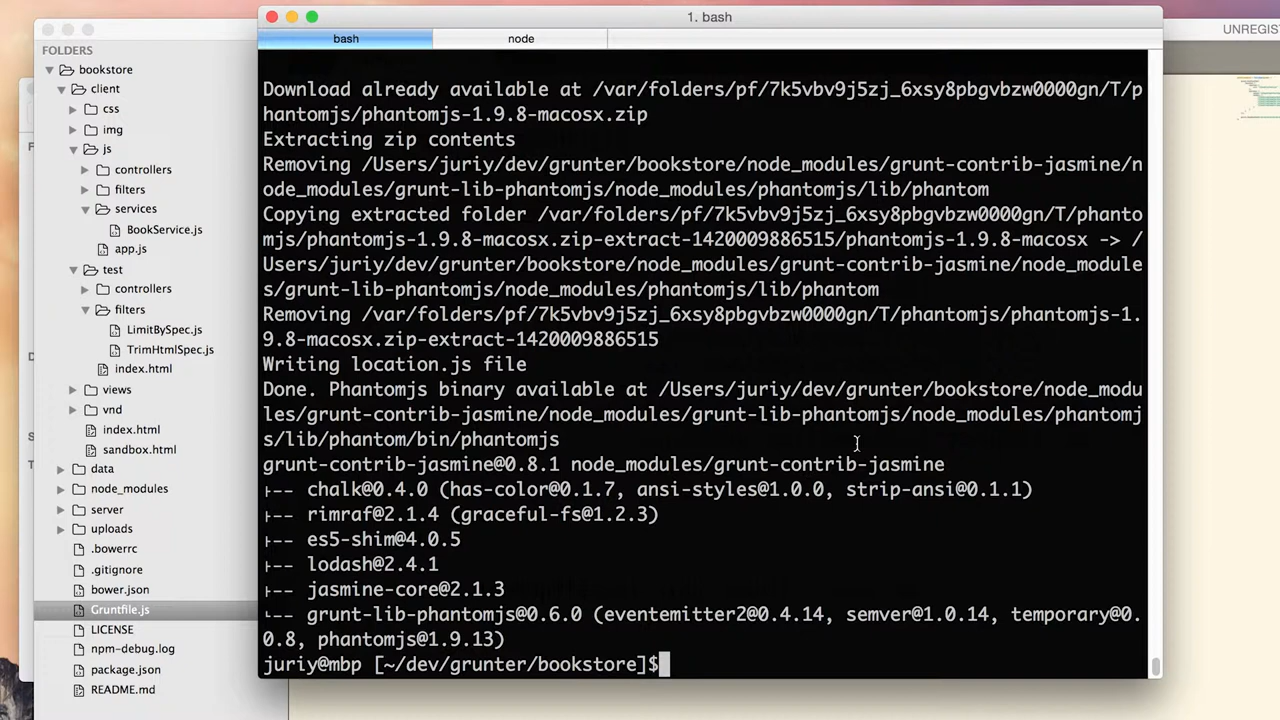 1. bash
UNREGIS
bash
node
FOLDERS
bookstore
client
css
img
js
controllers
filters
services
BookService.js
app.js
test
controllers
filters
LimitBySpec.js
TrimHtmlSpec.js
index.html
views
vnd
index.html
sandbox.html
data
node_modules
server
uploads
.bowerrc
.gitignore
bower.json
Gruntfile.js
LICENSE
npm-debug.log
package.json
README.md
Download already available at /var/folders/pf/7k5vbv9j5zj_6xsy8pbgvbzw0000gn/T/p
hantomjs/phantomjs-1.9.8-macosx.zip
Extracting zip contents
Removing /Users/juriy/dev/grunter/bookstore/node_modules/grunt-contrib-jasmine/n
ode_modules/grunt-lib-phantomjs/node_modules/phantomjs/lib/phantom
Copying extracted folder /var/folders/pf/7k5vbv9j5zj_6xsy8pbgvbzw0000gn/T/phanto
mjs/phantomjs-1.9.8-macosx.zip-extract-1420009886515/phantomjs-1.9.8-macosx -> /
Users/juriy/dev/grunter/bookstore/node_modules/grunt-contrib-jasmine/node_module
s/grunt-lib-phantomjs/node_modules/phantomjs/lib/phantom
Removing /var/folders/pf/7k5vbv9j5zj_6xsy8pbgvbzw0000gn/T/phantomjs/phantomjs-1.
9.8-macosx.zip-extract-1420009886515
Writing location.js file
Done. Phantomjs binary available at /Users/juriy/dev/grunter/bookstore/node_modu
les/grunt-contrib-jasmine/node_modules/grunt-lib-phantomjs/node_modules/phantomj
s/lib/phantom/bin/phantomjs
grunt-contrib-jasmine@0.8.1 node_modules/grunt-contrib-jasmine
├── chalk@0.4.0 (has-color@0.1.7, ansi-styles@1.0.0, strip-ansi@0.1.1)
├── rimraf@2.1.4 (graceful-fs@1.2.3)
├── es5-shim@4.0.5
├── lodash@2.4.1
├── jasmine-core@2.1.3
└── grunt-lib-phantomjs@0.6.0 (eventemitter2@0.4.14, semver@1.0.14, temporary@0.
0.8, phantomjs@1.9.13)
juriy@mbp [~/dev/grunter/bookstore]$